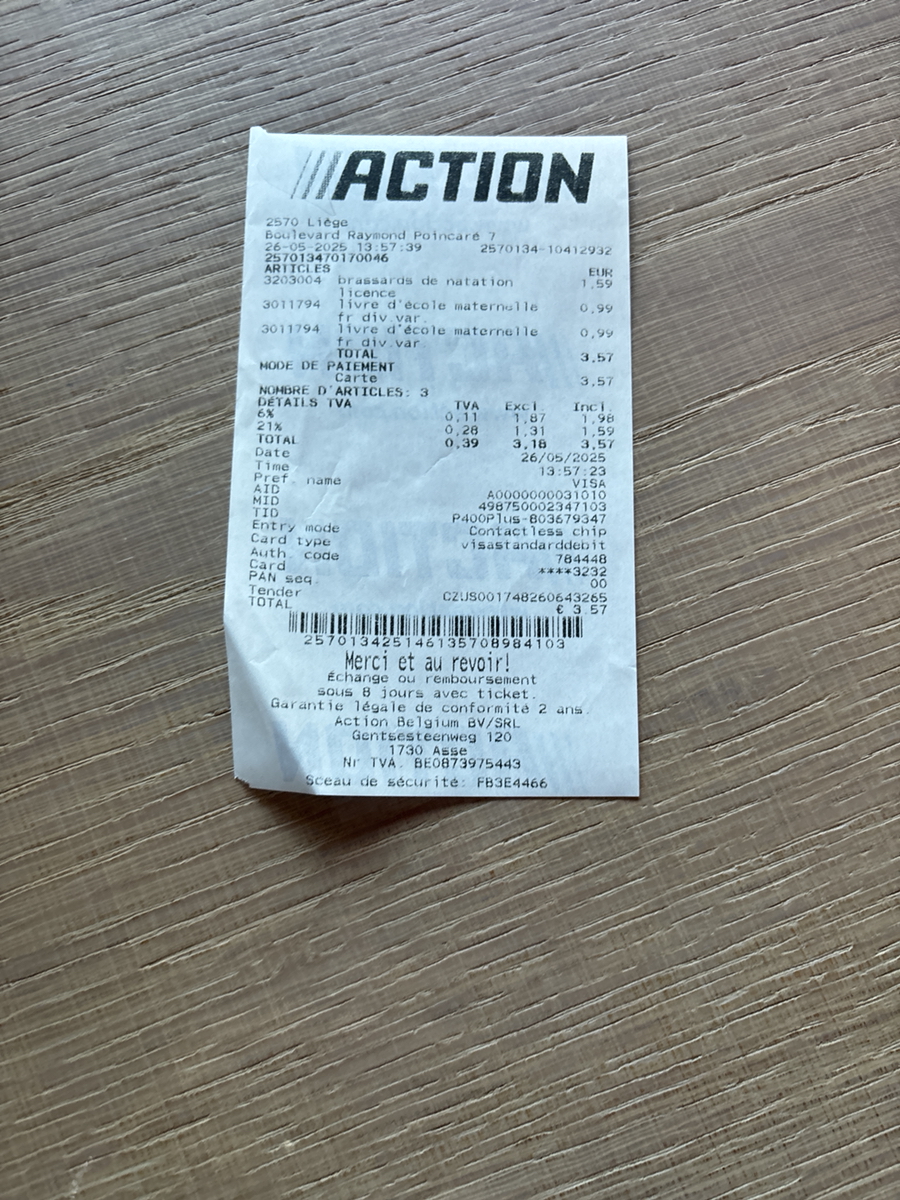 ACTION
2570 Liège
Boulevard Raymond Poincaré 7
26-05-2025 13:57:39 2570134-10412932
257013470170046
ARTICLES EUR
3203004 brassards de natation 1,59
licence
3011794 livre d'école maternelle 0,99
fr div.var.
3011794 livre d'école maternelle 0,99
fr div.var.
TOTAL 3,57
MODE DE PAIEMENT
Carte 3,57
NOMBRE D'ARTICLES: 3
DÉTAILS TVA TVA Excl. Incl.
6% 0,11 1,87 1,98
21% 0,28 1,31 1,59
TOTAL 0,39 3,18 3,57
Date 26/05/2025
Time 13:57:23
Pref. name VISA
AID A0000000031010
MID 498750002347103
TID P400Plus-803679347
Entry mode Contactless chip
Card type visastandarddebit
Auth. code 784448
Card ****3232
PAN seq. 00
Tender CZUS001748260643265
TOTAL € 3.57
257013425146135708984103
Merci et au revoir!
Échange ou remboursement
sous 8 jours avec ticket.
Garantie légale de conformité 2 ans.
Action Belgium BV/SRL
Gentsesteenweg 120
1730 Asse
Nr TVA. BE0873975443
Sceau de sécurité: FB3E4466